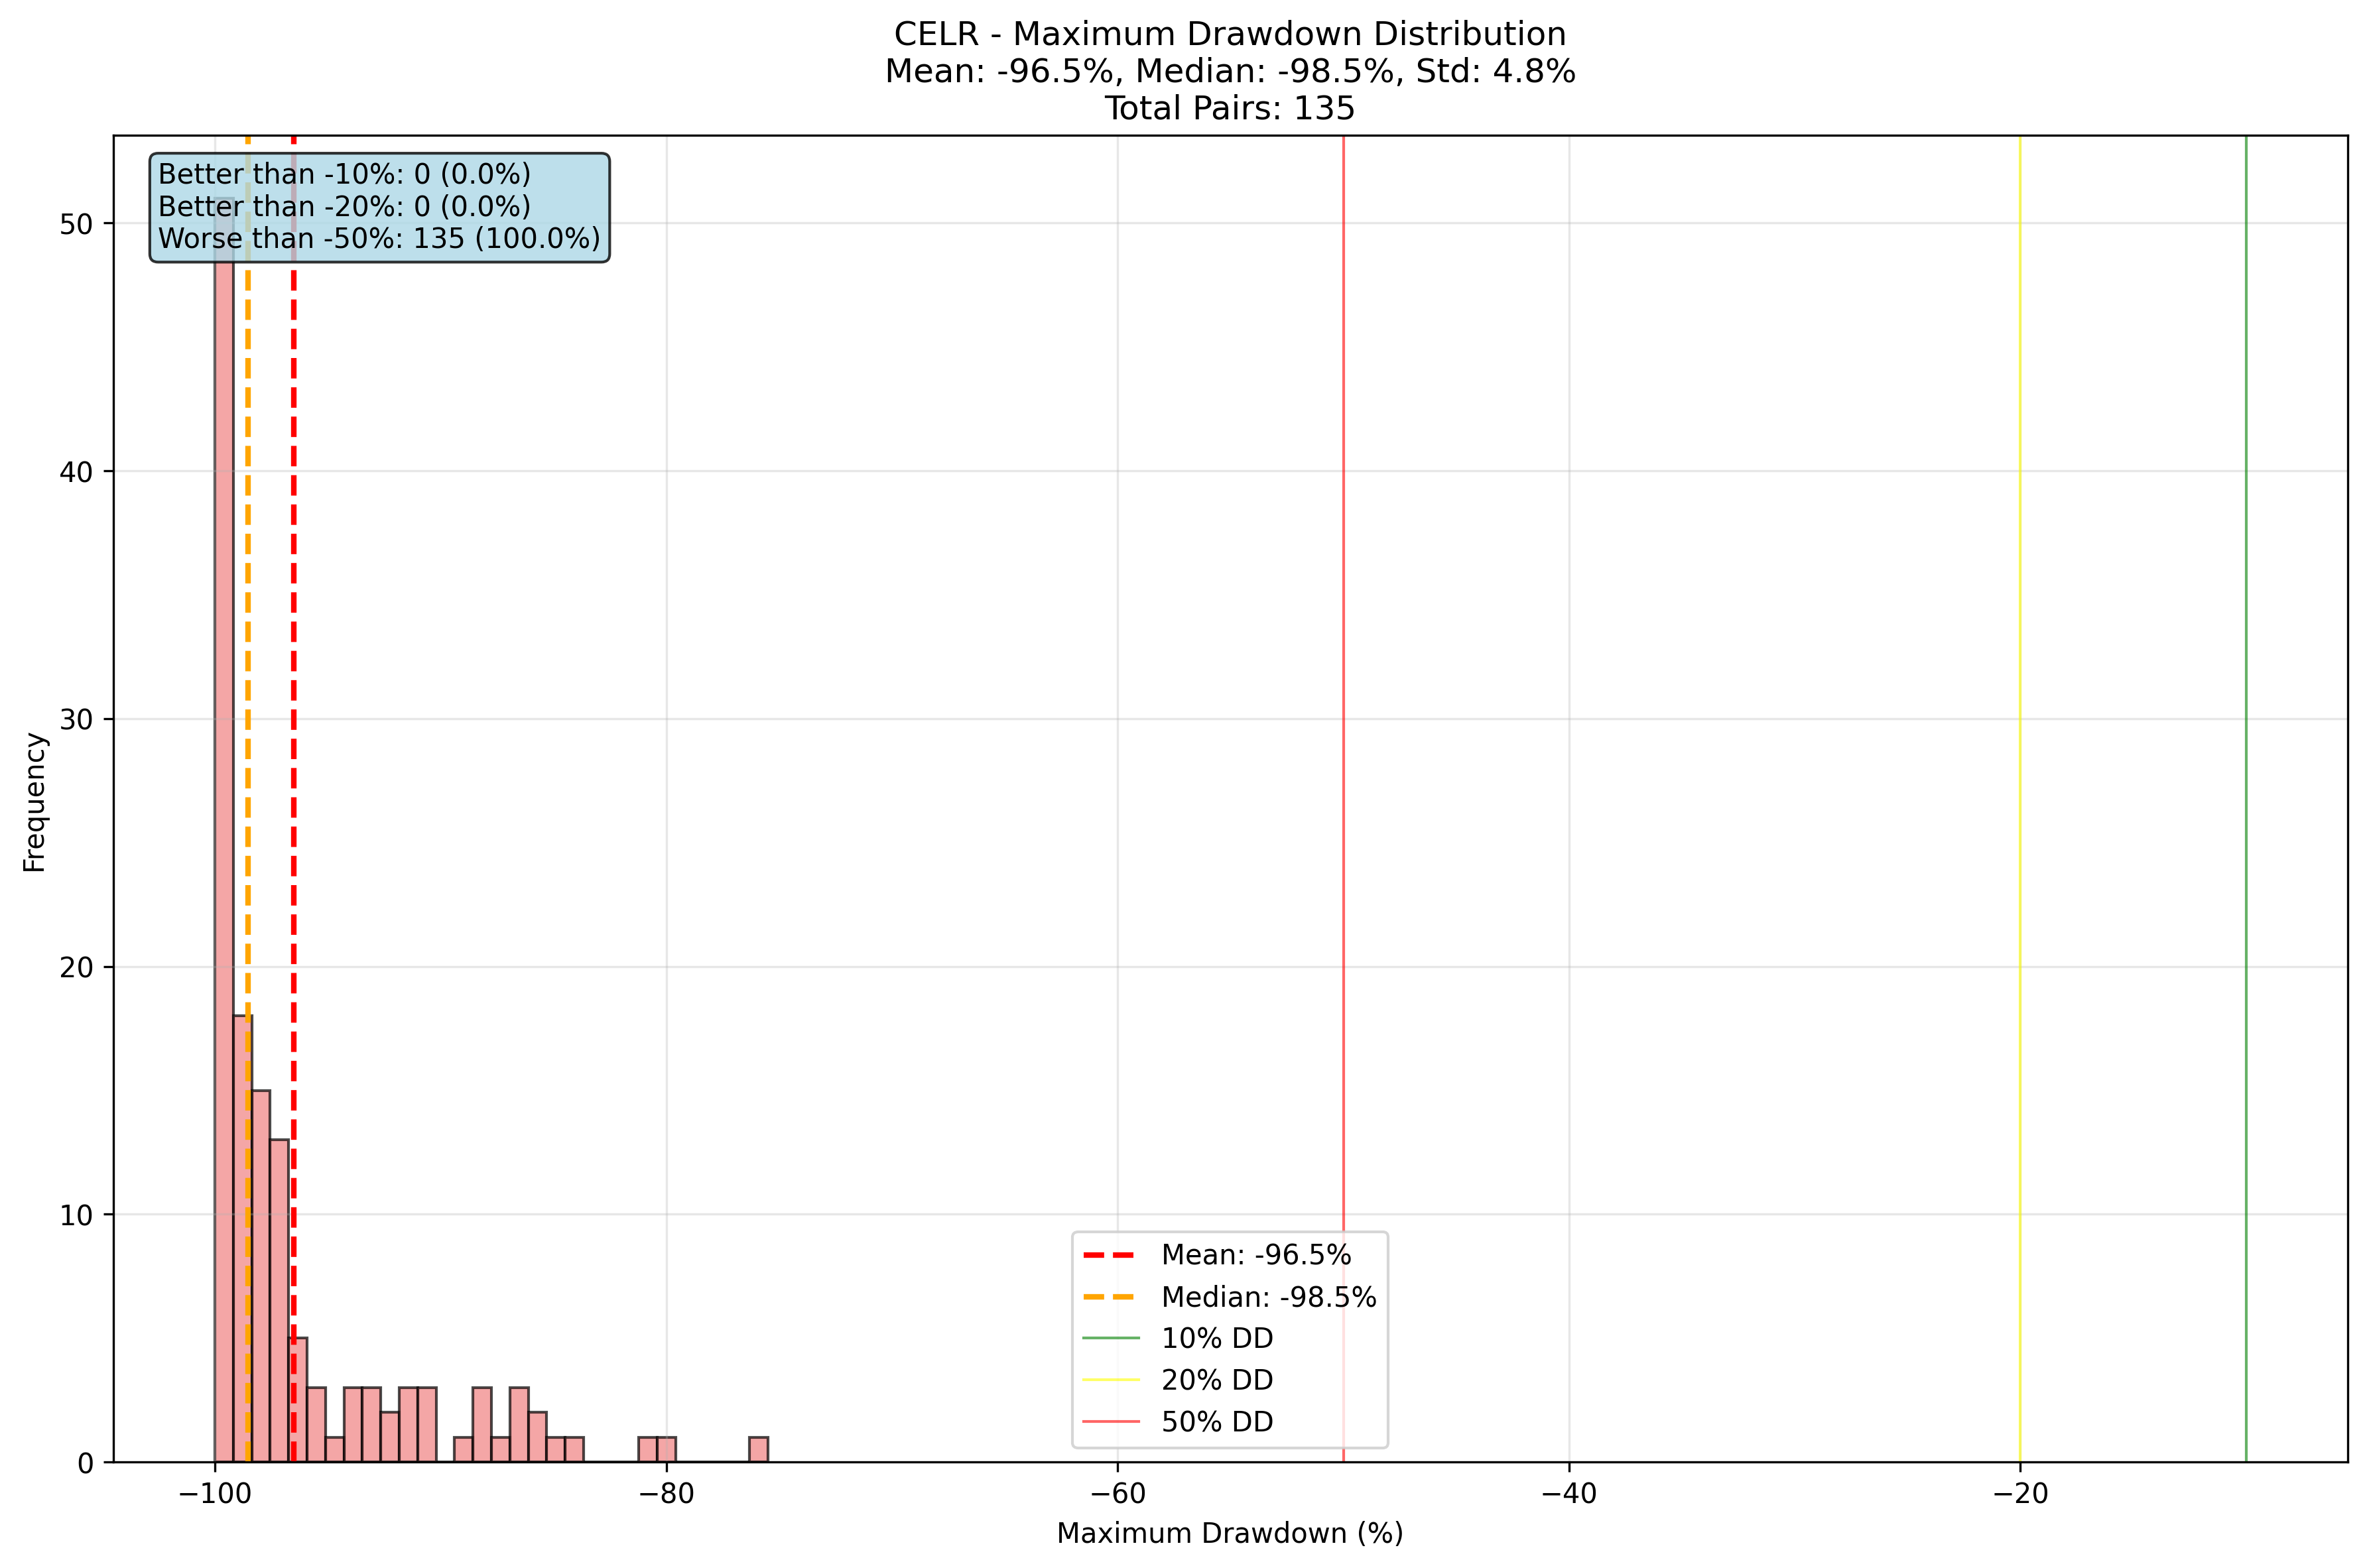 CELR - Maximum Drawdown Distribution
Mean: -96.5%, Median: -98.5%, Std: 4.8%
Total Pairs: 135
Better than -10%: 0 (0.0%)
Better than -20%: 0 (0.0%)
Worse than -50%: 135 (100.0%)
Frequency
50
40
30
20
10
0
Mean: -96.5%
Median: -98.5%
10% DD
20% DD
50% DD
−100
−80
−60
−40
−20
Maximum Drawdown (%)